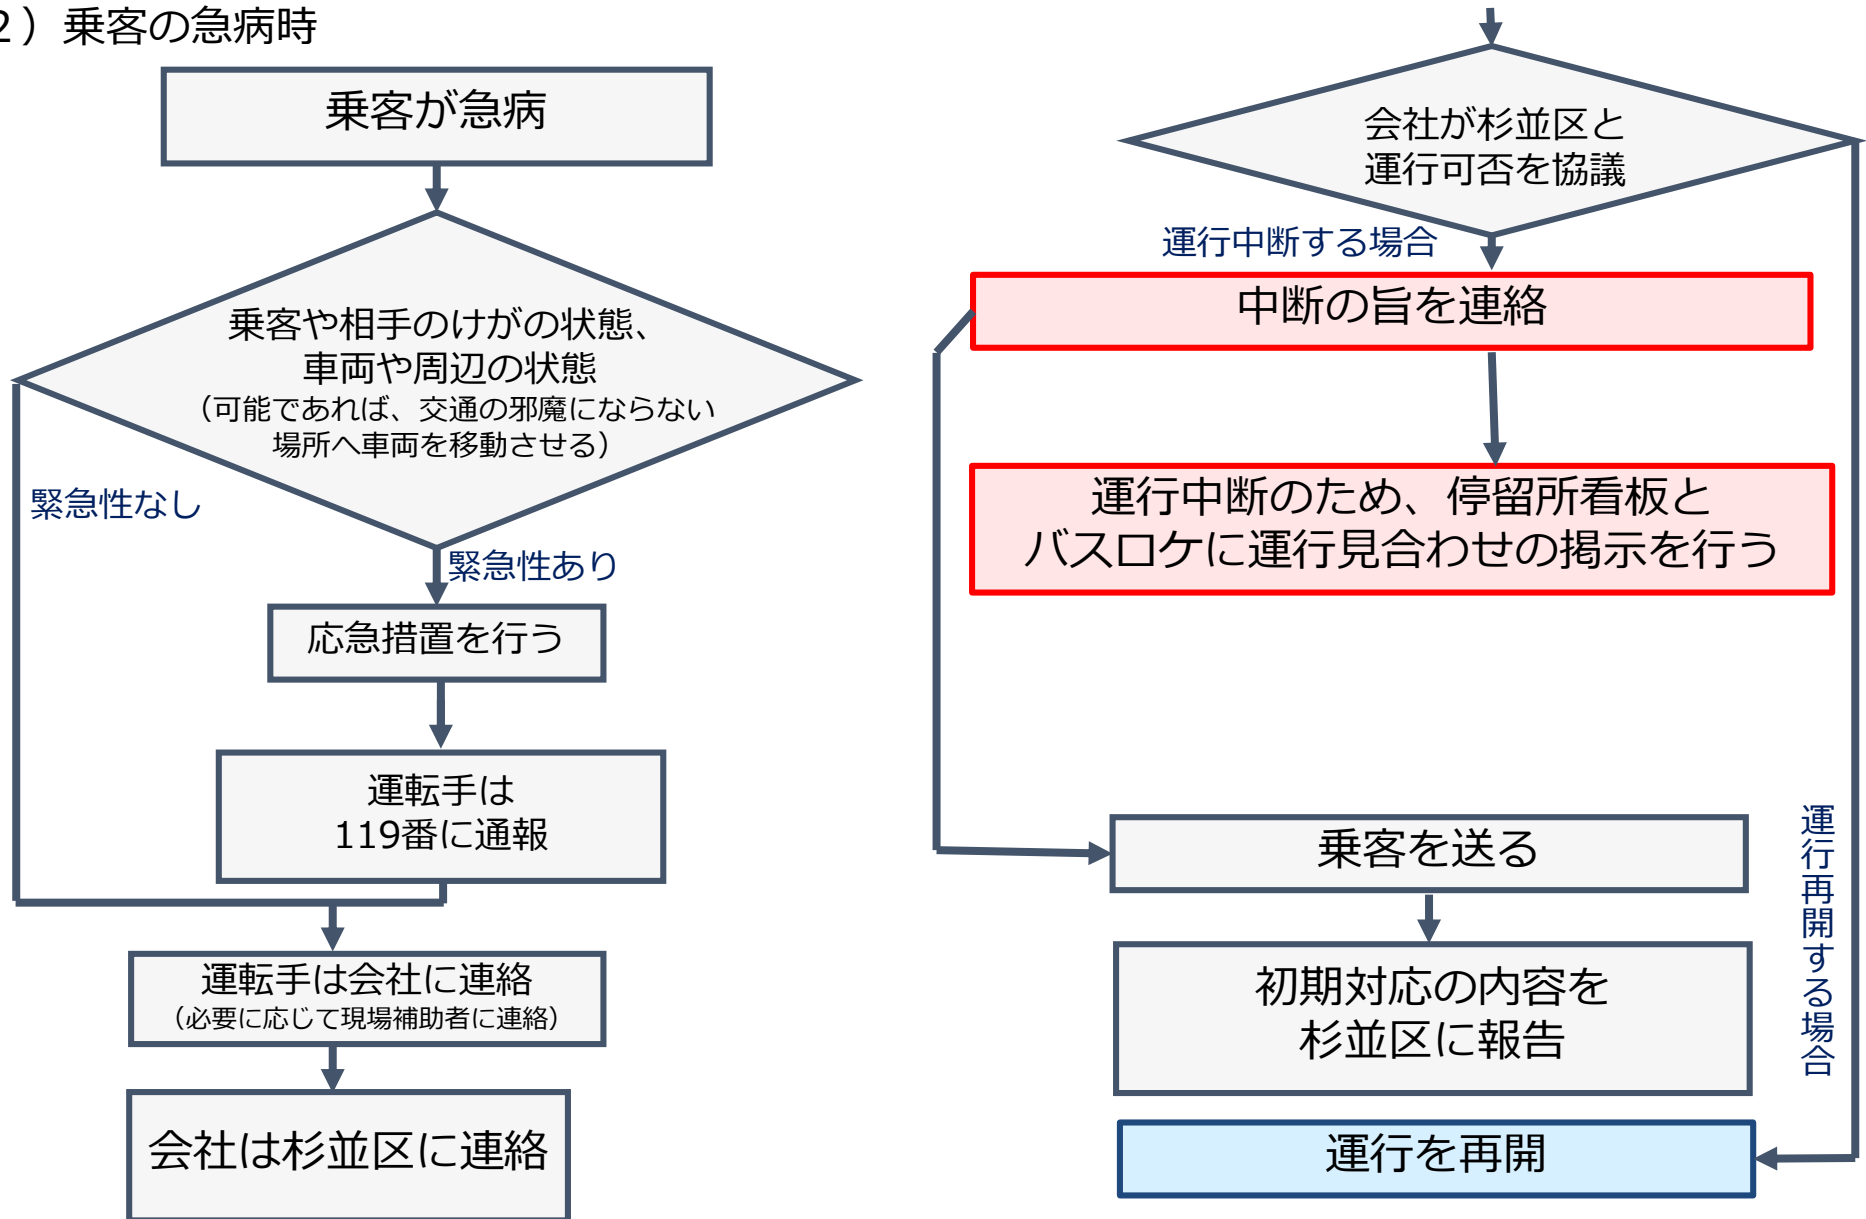 ２）乗客の急病時
乗客が急病
乗客や相手のけがの状態、
車両や周辺の状態
（可能であれば、交通の邪魔にならない
場所へ車両を移動させる）
緊急性なし
緊急性あり
応急措置を行う
運転手は
119番に通報
運転手は会社に連絡
（必要に応じて現場補助者に連絡）
会社は杉並区に連絡
会社が杉並区と
運行可否を協議
運行中断する場合
中断の旨を連絡
運行中断のため、停留所看板と
バスロケに運行見合わせの掲示を行う
乗客を送る
初期対応の内容を
杉並区に報告
運行再開する場合
運行を再開